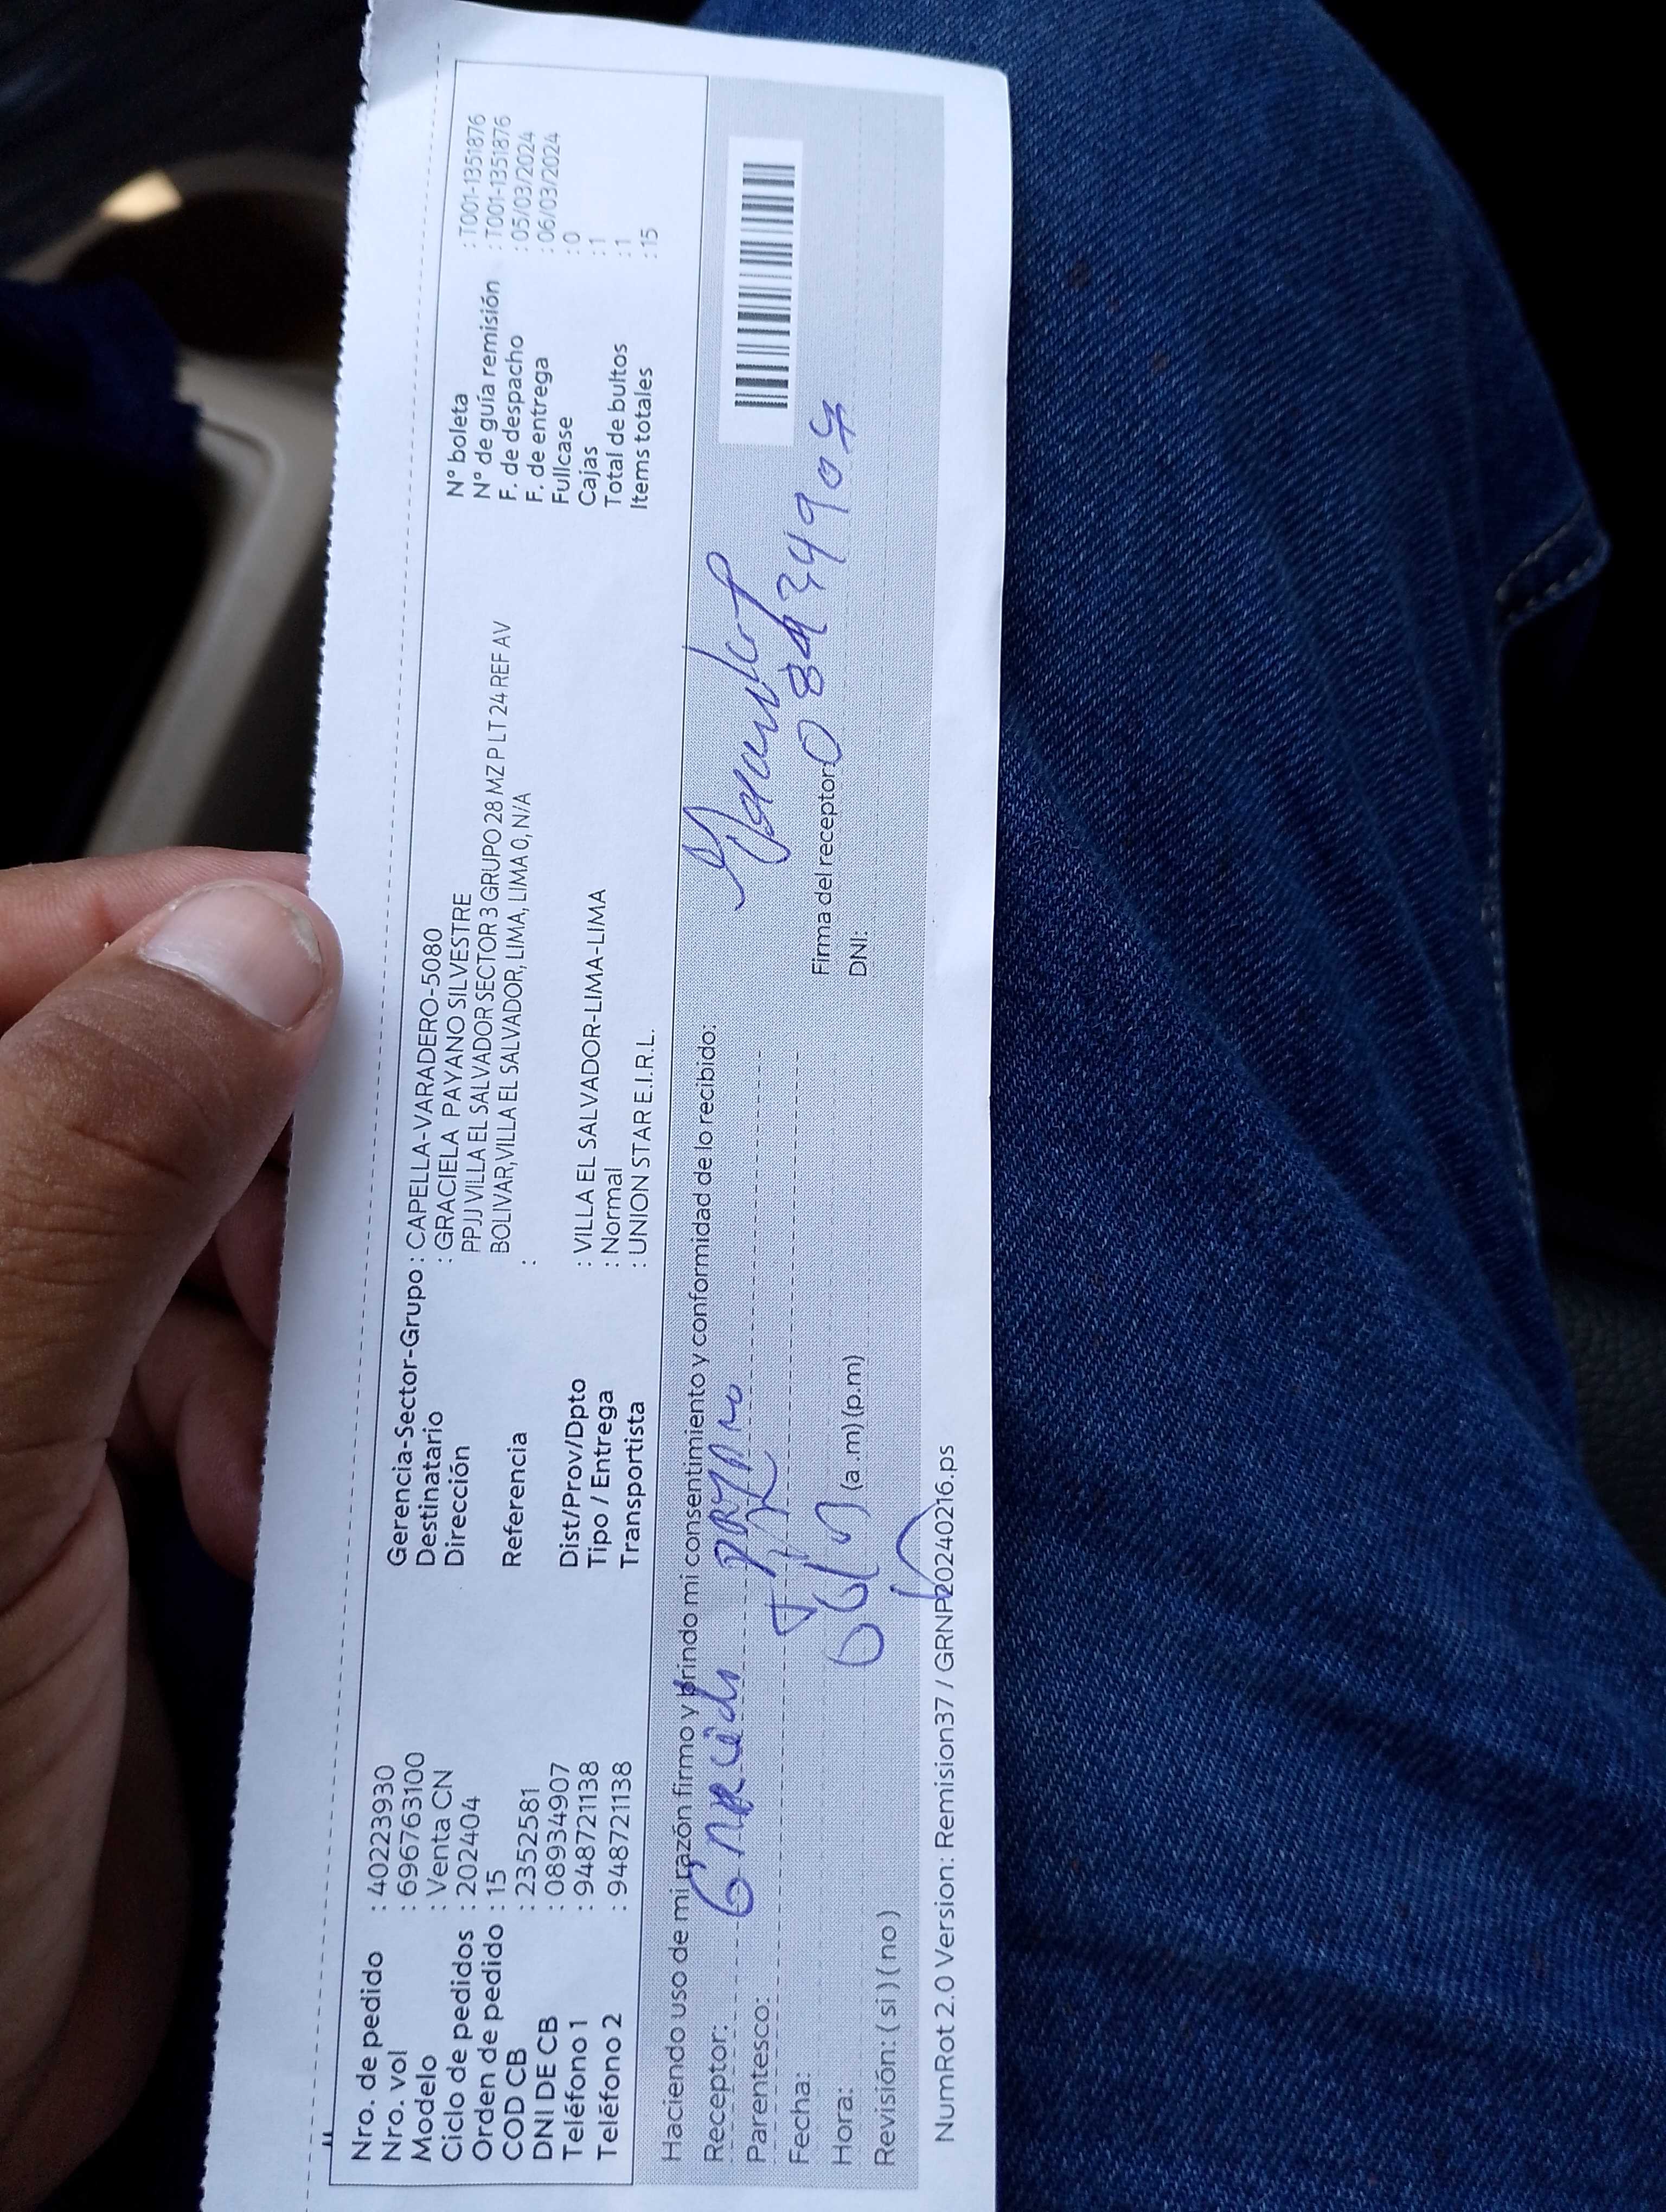 Nro. de pedido : 40223930
Nro. vol : 6967631OO
Modelo : Venta CN
Ciclo de pedidos : 202404
Orden de pedido : 15
COD CB : 2352581
DNI DE CB : 08934907
Teléfono 1 : 948721138
Teléfono 2 : 948721138
Gerencia-Sector-Grupo : CAPELLA-VARADERO-5080
Destinatario : GRACIELA PAYANO SILVESTRE
Dirección PPJJ VILLA EL SALVADOR SECTOR 3 GRUPO 28 MZ P LT 24 REF AV
BOLIVAR,VILLA EL SALVADOR, LIMA, LIMA 0, N/A
Referencia :
Dist/Prov/Dpto : VILLA EL SALVADOR-LIMA-LIMA
Tipo / Entrega : Normal
Transportista : UNION STAR E.I.R.L.
N° boleta : T001-1351876
N° de guía remisión : T001-1351876
F. de despacho : 05/03/2024
F. de entrega : 06/03/2024
Fullcase : 0
Cajas : 1
Total de bultos : 1
Items totales : 15
Haciendo uso de mi razón firmo y brindo mi consentimiento y conformidad de lo recibido:
Receptor: PAYANO
Parentesco:
Fecha:
Hora: (a .m) (p.m)
Revisión: ( si ) ( no )
Firma del receptor:
DNI:
NumRot 2.0 Version: Remision37 / GRNP20240216.ps